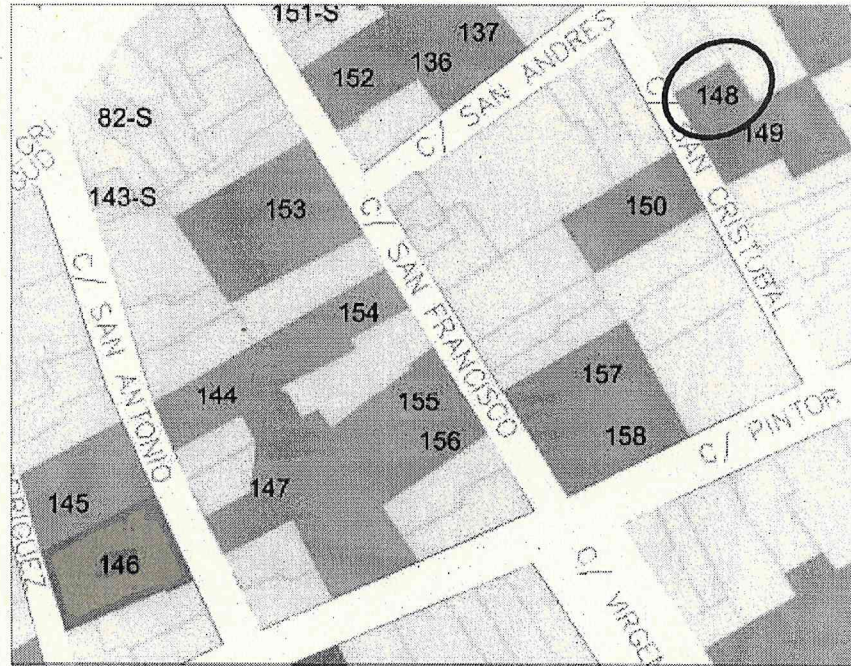 151-S
137
136
152
C/ SAN ANDRES
148
149
82-S
143-S
153
C/ SAN CRISTOBAL
150
C/ SAN FRANCISCO
C/ SAN ANTONIO
154
144
155
156
157
158
C/ PINTOR
145
147
146
C/ VIRGEN